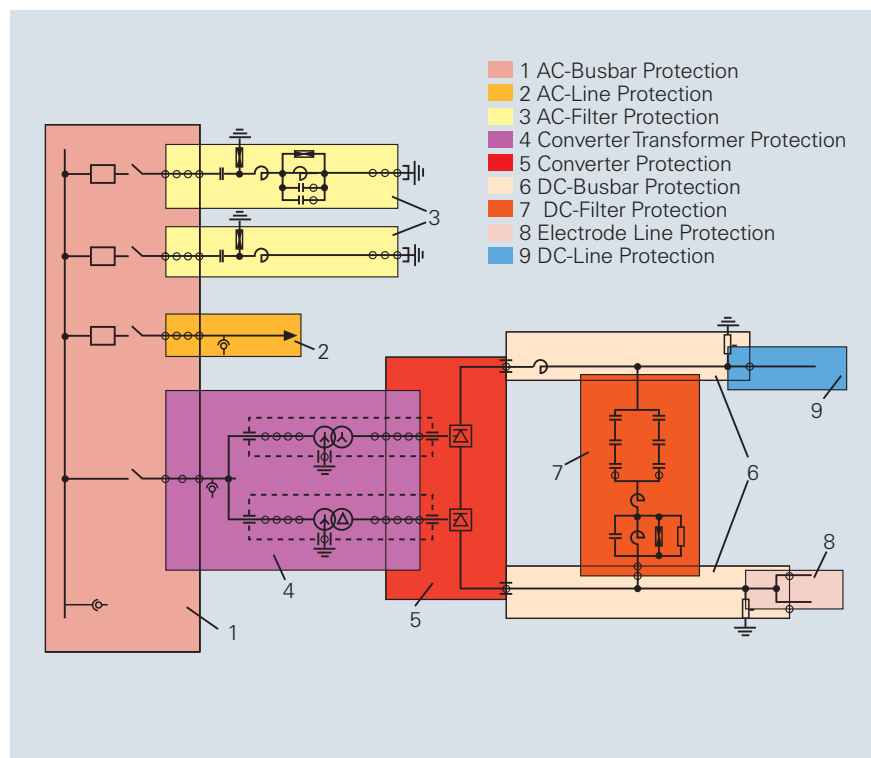 1 AC-Busbar Protection
2 AC-Line Protection
3 AC-Filter Protection
4 Converter Transformer Protection
5 Converter Protection
6 DC-Busbar Protection
7 DC-Filter Protection
8 Electrode Line Protection
9 DC-Line Protection
3
2
9
7
6
8
4
5
1